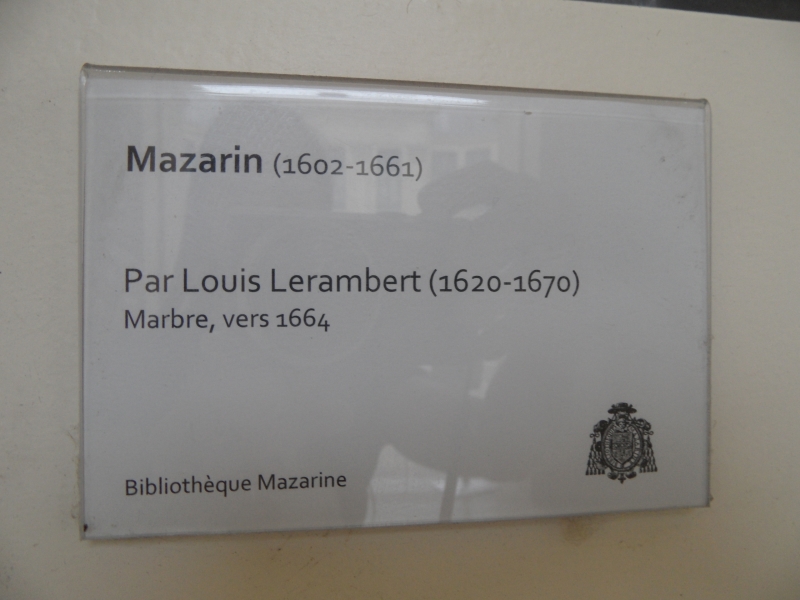 Mazarin (1602-1661)
Par Louis Lerambert (1620-1670)
Marbre, vers 1664
Bibliothèque Mazarine